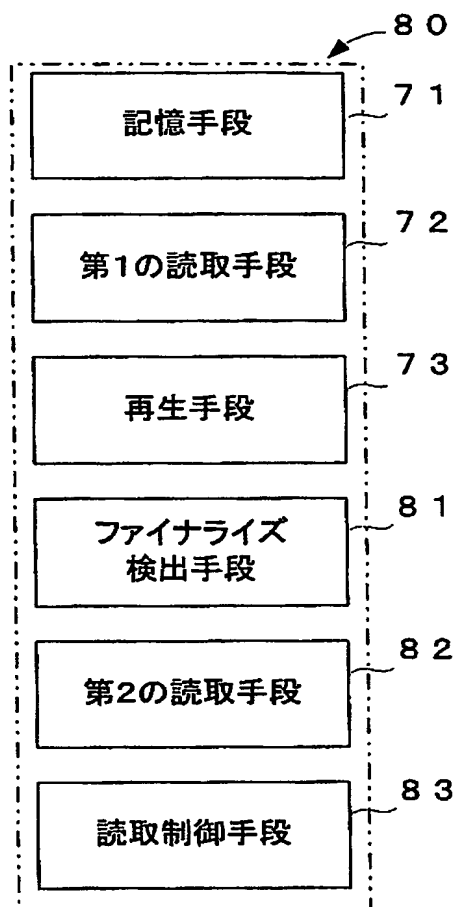 ８０
記憶手段
７１
第1の読取手段
７２
再生手段
７３
ファイナライズ
検出手段
８１
第2の読取手段
８２
読取制御手段
８３